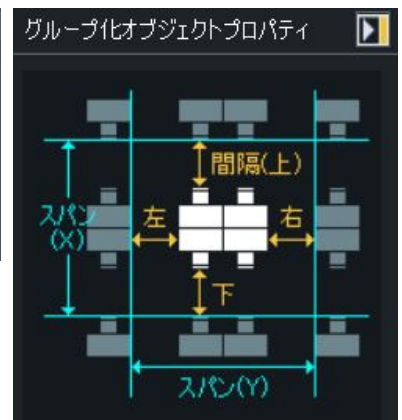 グループ化オブジェクトプロパティ
間隔(上)
スパン
(X)
左
右
下
スパン(Y)